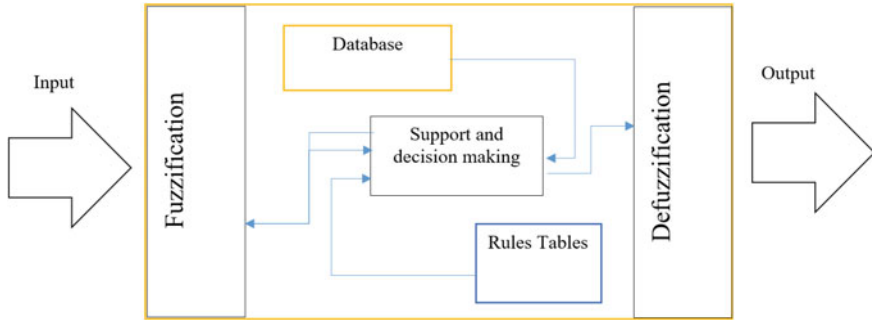 Input
Fuzzification
Database
Support and
decision making
Rules Tables
Defuzzification
Output